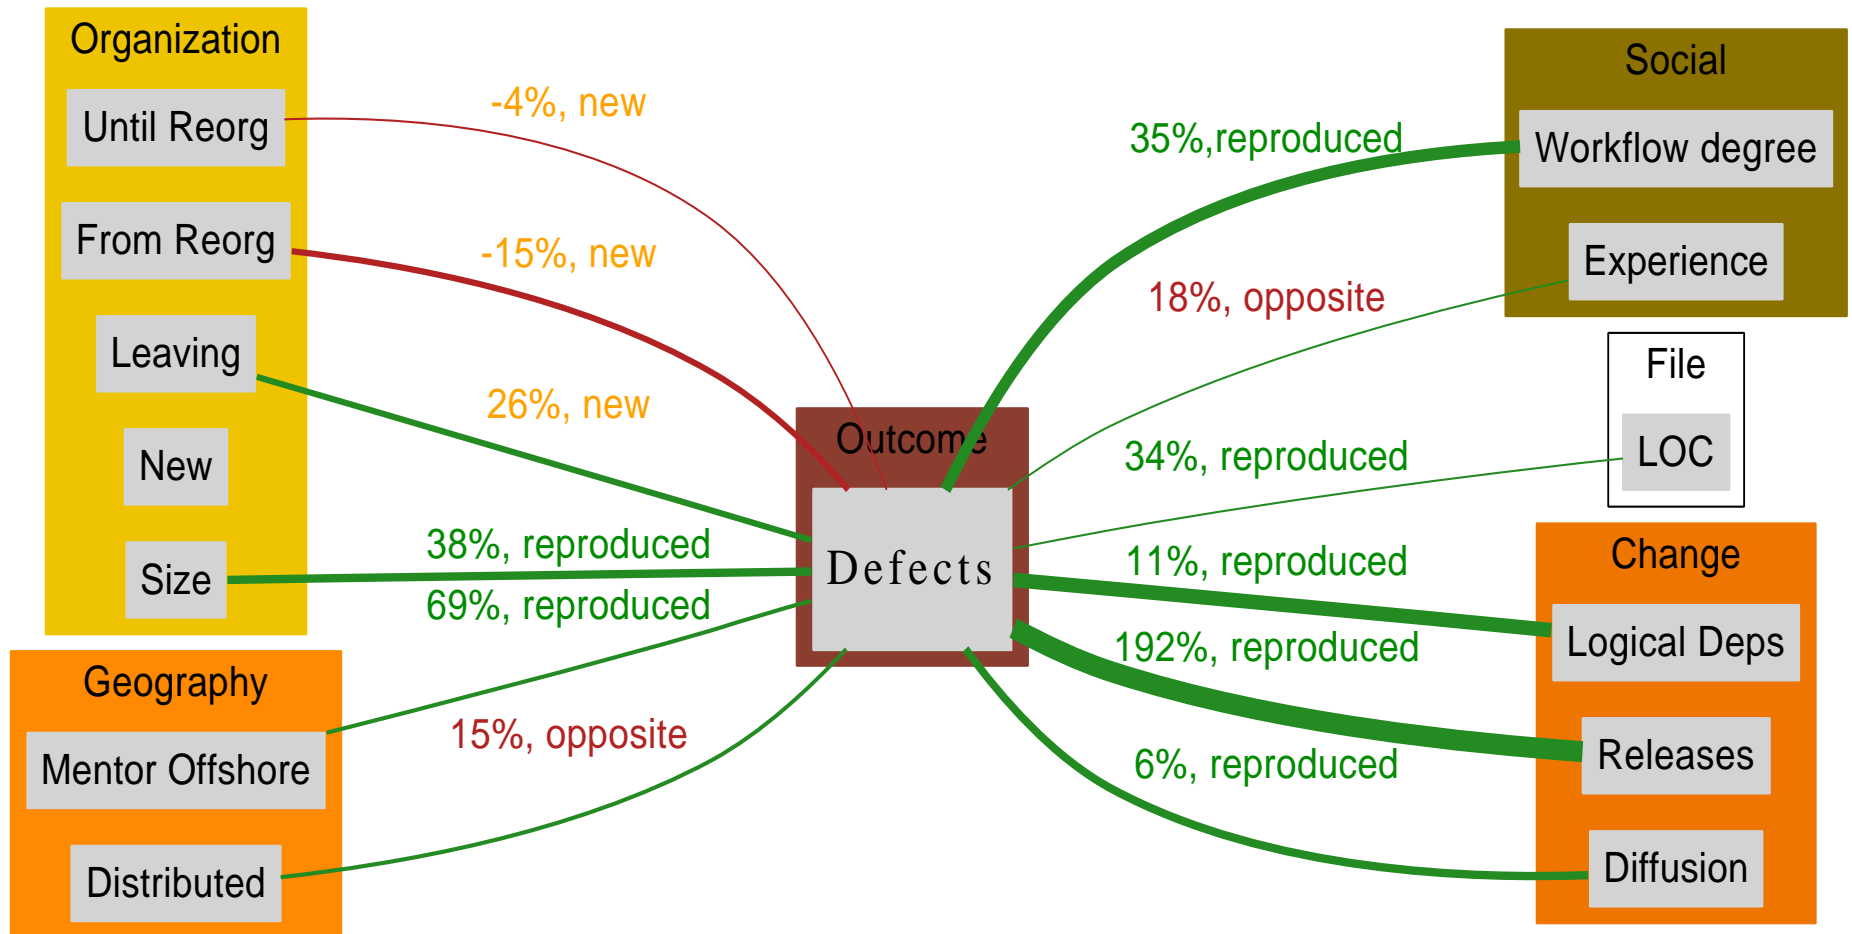 Organization
Until Reorg
From Reorg
Leaving
New
Size
Geography
Mentor Offshore
Distributed
-4%, new
-15%, new
26%, new
38%, reproduced
69%, reproduced
15%, opposite
Outcome
Defects
35%,reproduced
18%, opposite
34%, reproduced
11%, reproduced
192%, reproduced
6%, reproduced
Social
Workflow degree
Experience
File
LOC
Change
Logical Deps
Releases
Diffusion